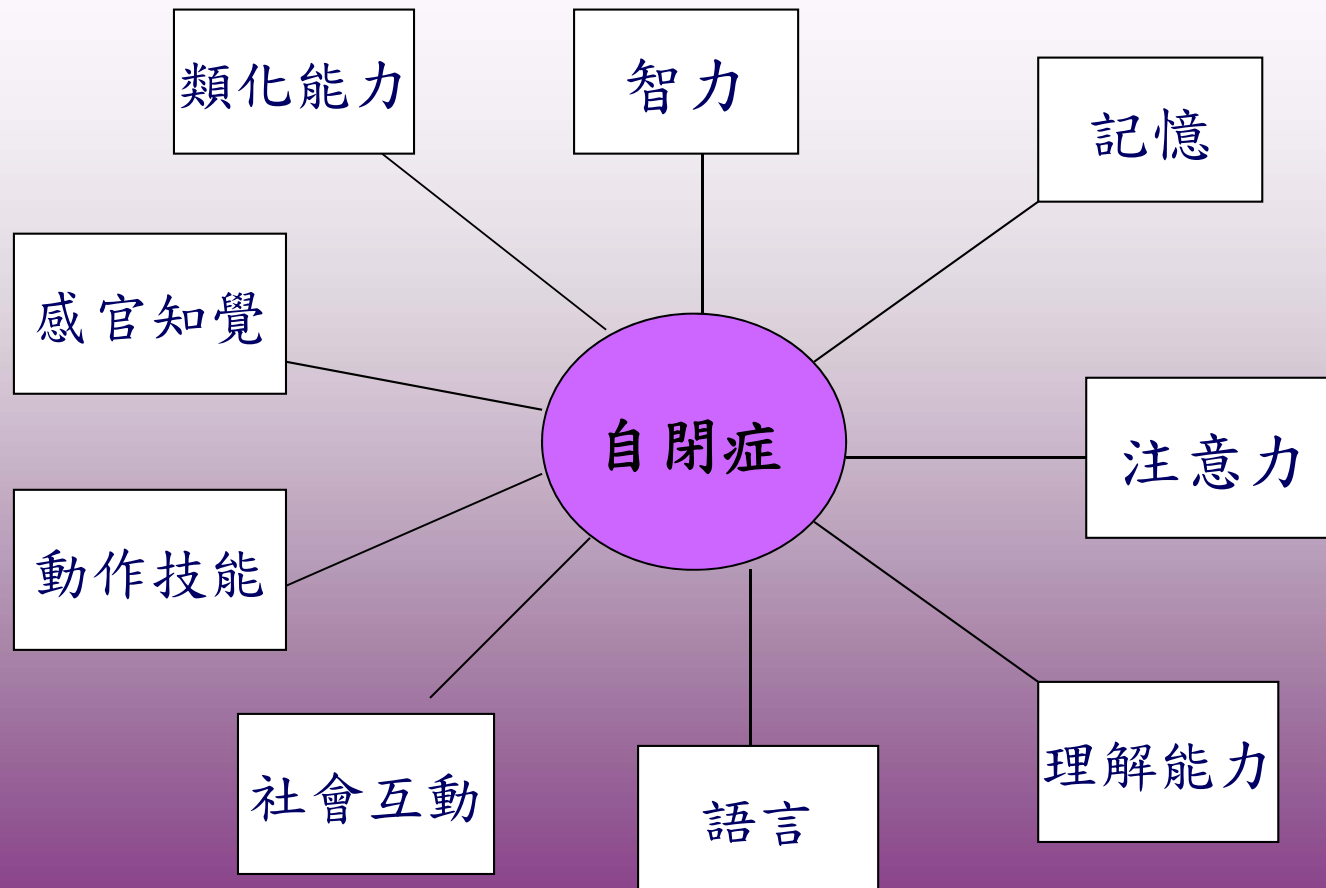 類化能力
智力
記憶
感官知覺
自閉症
注意力
動作技能
理解能力
社會互動
語言